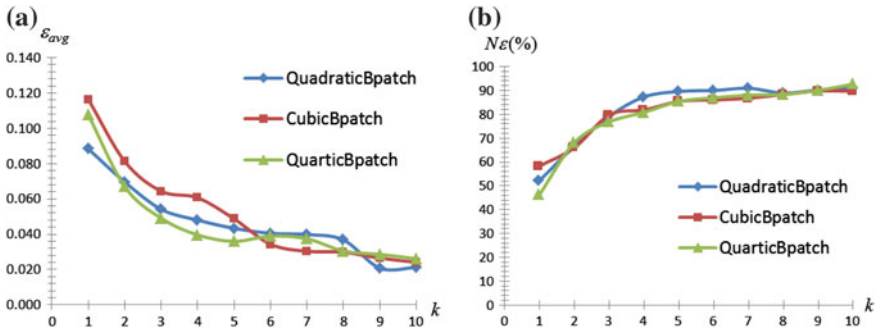 (a)
ε_avg
0.140
0.120
0.100
0.080
0.060
0.040
0.020
0.000
0 1 2 3 4 5 6 7 8 9 10 k
QuadraticBpatch
CubicBpatch
QuarticBpatch
(b)
Nε(%)
100
90
80
70
60
50
40
30
20
10
0
0 1 2 3 4 5 6 7 8 9 10 k
QuadraticBpatch
CubicBpatch
QuarticBpatch